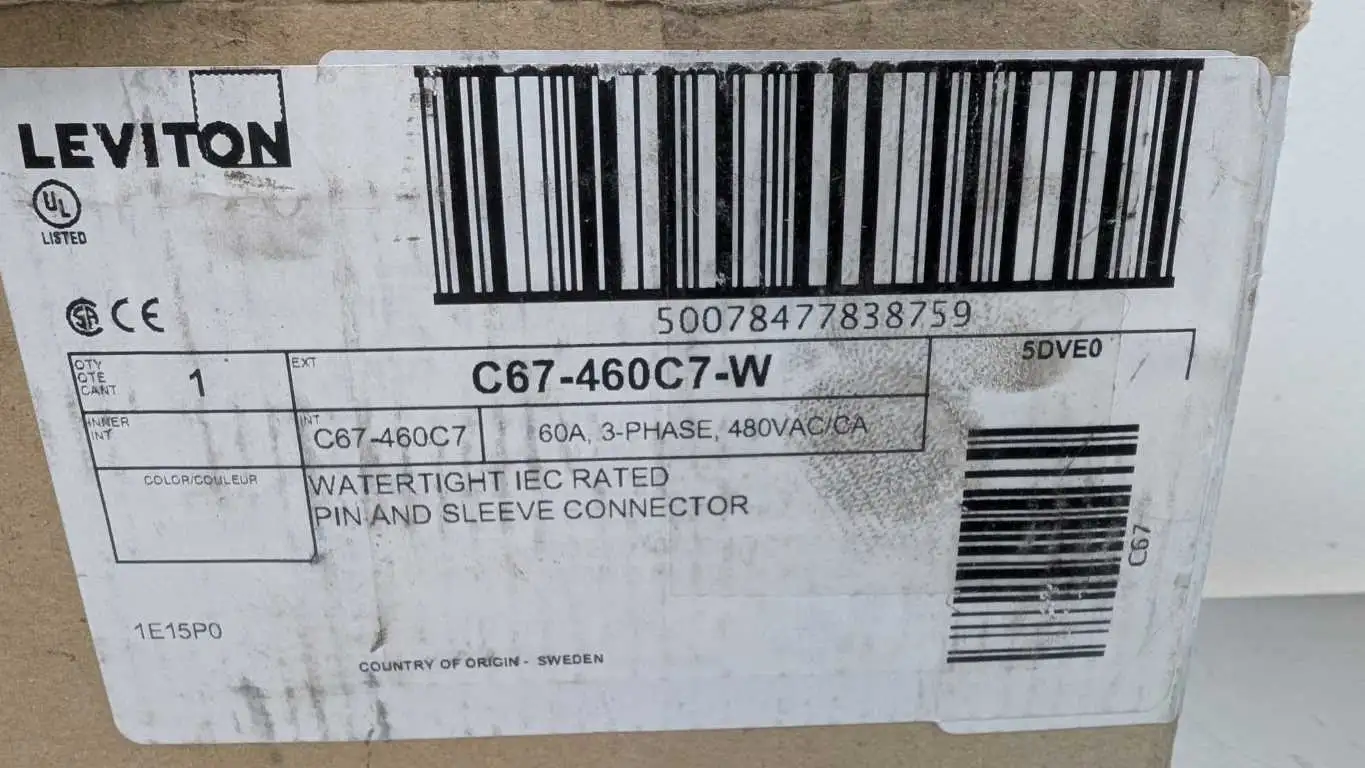 LEVITON
UL
LISTED
SA CE
50078477838759
QTY
QTE
CANT
1
EXT
C67-460C7-W
5DVE0
INNER
INT
INT
C67-460C7
60A, 3-PHASE, 480VAC/CA
COLOR/COULEUR
WATERTIGHT IEC RATED
PIN AND SLEEVE CONNECTOR
C67
1E15P0
COUNTRY OF ORIGIN - SWEDEN